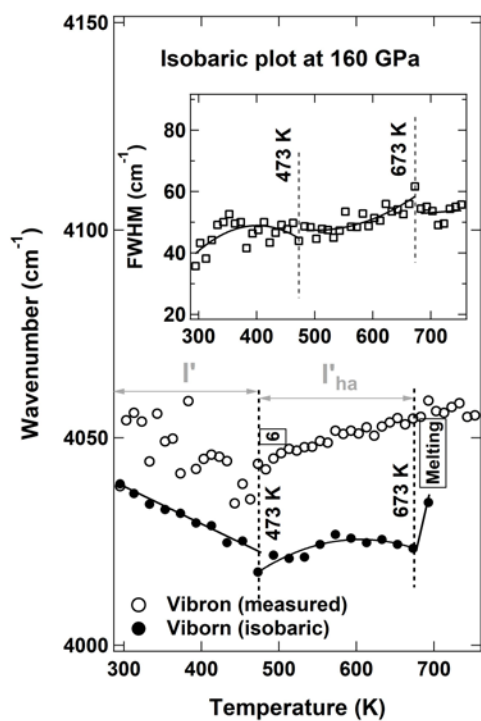 4150
Isobaric plot at 160 GPa
80
60
40
20
FWHM (cm⁻¹)
473 K
673 K
300 400 500 600 700
4100
Wavenumber (cm⁻¹)
I'
I'ha
4050
6
473 K
673 K
Melting
Vibron (measured)
Viborn (isobaric)
4000
300 400 500 600 700
Temperature (K)